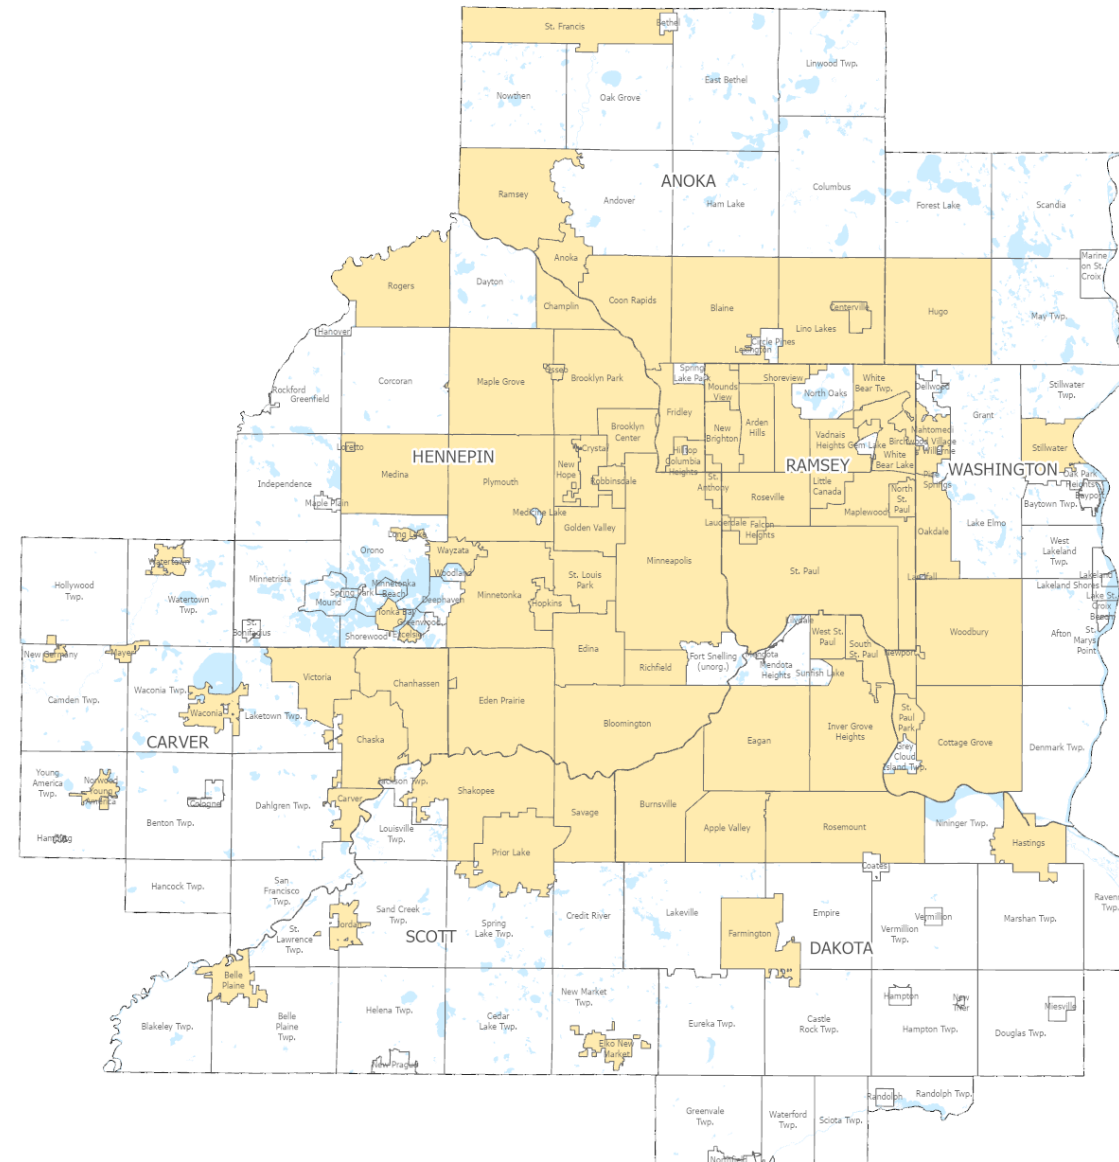 St. Francis
Bethel
Linwood Twp.
East Bethel
Nowthen
Oak Grove
ANOKA
Ramsey
Andover
Ham Lake
Columbus
Forest Lake
Scandia
Marine
on St.
Croix
Anoka
Dayton
Rogers
Champlin
Coon Rapids
Blaine
Centerville
Lino Lakes
Hugo
May Twp.
Hanover
Circle Pines
Lexington
Corcoran
Rockford
Greenfield
Maple Grove
Osseo
Brooklyn Park
Spring
Lake Park
Mounds
View
Shoreview
North Oaks
White
Bear Twp.
Dellwood
Grant
Stillwater
Twp.
Fridley
Brooklyn
Center
New
Brighton
Arden
Hills
Vadnais
Heights
Gem Lake
White
Bear Lake
Mahtomedi
Birchwood Village
Willernie
Stillwater
Loretto
HENNEPIN
Crystal
Hilltop
Columbia
Heights
RAMSEY
WASHINGTON
Medina
Plymouth
New
Hope
Robbinsdale
St.
Anthony
Roseville
Little
Canada
North
St.
Paul
Pine
Springs
Oak Park
Heights
Bayport
Independence
Maple Plain
Medicine Lake
Maplewood
Baytown Twp.
Golden Valley
Lauderdale
Falcon
Heights
Oakdale
Lake Elmo
Long Lake
Orono
Wayzata
Woodland
Minneapolis
St. Paul
West
Lakeland
Twp.
Watertown
Hollywood
Twp.
Watertown
Twp.
Minnetrista
Minnetonka
Beach
Spring Park
Mound
Deephaven
Minnetonka
St. Louis
Park
Hopkins
Landfall
Lakeland
Lakeland Shores
Lake St.
Croix
Beach
St.
Bonifacius
Tonka Bay
Greenwood
Excelsior
Shorewood
Lilydale
West St.
Paul
South
St. Paul
Woodbury
Afton
St.
Marys
Point
New Germany
Mayer
Edina
Richfield
Fort Snelling
(unorg.)
Mendota
Mendota
Heights
Sunfish Lake
Newport
Camden Twp.
Waconia Twp.
Victoria
Chanhassen
Eden Prairie
Waconia
Laketown Twp.
Bloomington
St.
Paul
Park
CARVER
Chaska
Eagan
Inver Grove
Heights
Grey
Cloud
Island Twp.
Cottage Grove
Denmark Twp.
Young
America
Twp.
Norwood
Young
America
Cologne
Benton Twp.
Dahlgren Twp.
Jackson Twp.
Carver
Louisville
Twp.
Shakopee
Savage
Burnsville
Apple Valley
Rosemount
Nininger Twp.
Hamburg
Prior Lake
Hastings
Coates
Hancock Twp.
San
Francisco
Twp.
St.
Lawrence
Twp.
Jordan
Sand Creek
Twp.
SCOTT
Spring
Lake Twp.
Credit River
Lakeville
Farmington
Empire
DAKOTA
Vermillion
Vermillion
Twp.
Marshan Twp.
Ravenna
Twp.
Belle
Plaine
Blakeley Twp.
Belle
Plaine
Twp.
Helena Twp.
Cedar
Lake Twp.
New Market
Twp.
Elko New
Market
Eureka Twp.
Castle
Rock Twp.
Hampton
New
Trier
Hampton Twp.
Miesville
Douglas Twp.
New Prague
Greenvale
Twp.
Waterford
Twp.
Sciota Twp.
Randolph
Randolph Twp.
Northfield